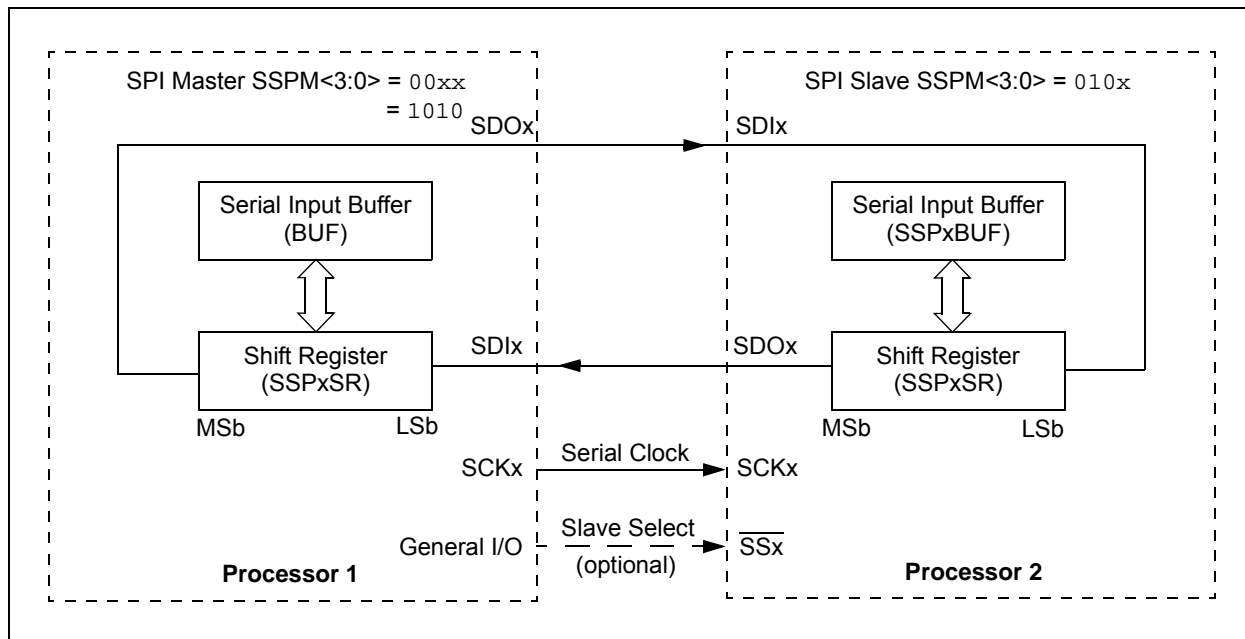 SPI Master SSPM<3:0> = 00xx
= 1010
SDOx
Serial Input Buffer
(BUF)
Shift Register
(SSPxSR)
MSb
LSb
SDIx
SCKx
General I/O
Processor 1
Serial Clock
Slave Select
(optional)
SPI Slave SSPM<3:0> = 010x
SDIx
Serial Input Buffer
(SSPxBUF)
SDOx
Shift Register
(SSPxSR)
MSb
LSb
SCKx
S̅S̅x̅
Processor 2